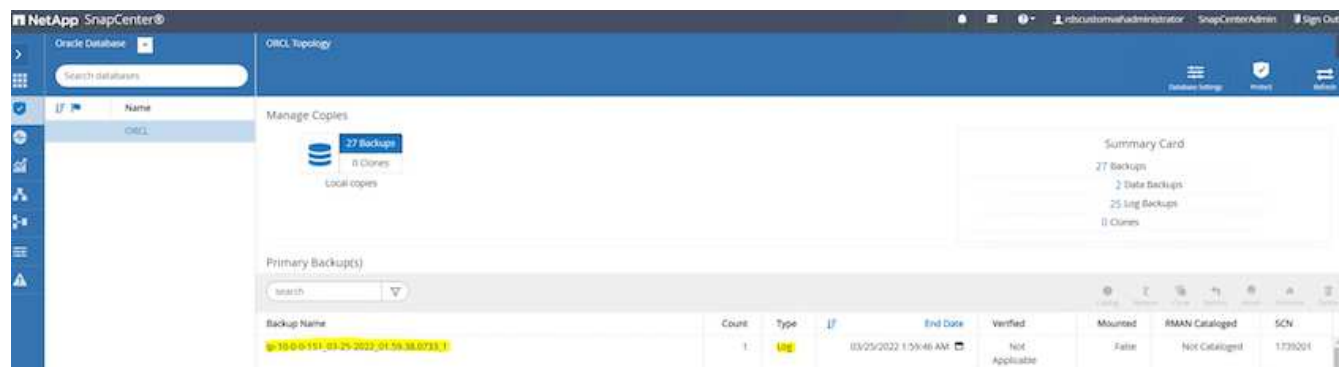 NetApp SnapCenter®
rdscustomval\administrator SnapCenterAdmin Sign Out
Oracle Database
ORCL Topology
Search databases
Database Settings
Protect
Refresh
Name
ORCL
Manage Copies
27 Backups
0 Clones
Local copies
Summary Card
27 Backups
2 Data Backups
25 Log Backups
0 Clones
Primary Backup(s)
search
Backup Name Count Type End Date Verified Mounted RMAN Cataloged SCN
ip-10-0-0-151_03-25-2022_01.59.38.0733_1 1 Log 03/25/2022 1:59:46 AM Not Applicable False Not Cataloged 1739201